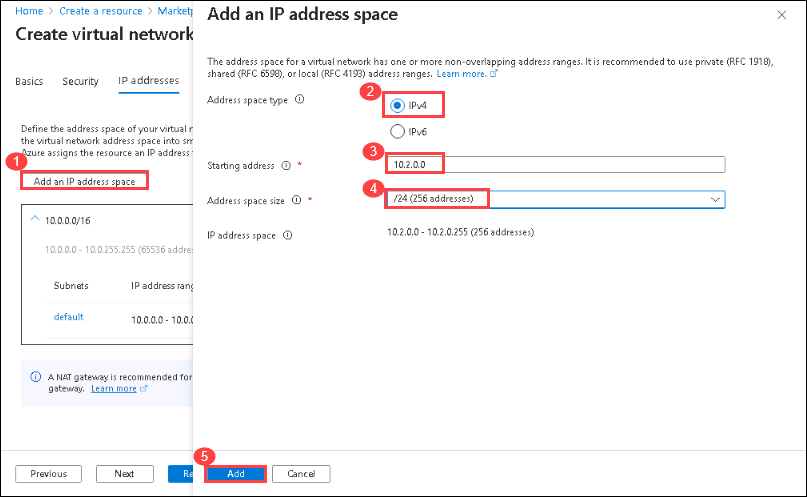 Home > Create a resource > Marketp
Create virtual network
Basics Security IP addresses
Define the address space of your virtual n
the virtual network address space into sm
Azure assigns the resource an IP address
1
Add an IP address space
10.0.0.0/16
10.0.0.0 - 10.0.255.255 (65536 addre
Subnets IP address rang
default 10.0.0.0 - 10.0.0
A NAT gateway is recommended for
gateway. Learn more
Previous Next Re
Add an IP address space
The address space for a virtual network has one or more non-overlapping address ranges. It is recommended to use private (RFC 1918),
shared (RFC 6598), or local (RFC 4193) address ranges. Learn more.
2
Address space type IPv4
IPv6
3
Starting address * 10.2.0.0
4
Address space size * /24 (256 addresses)
IP address space 10.2.0.0 - 10.2.0.255 (256 addresses)
5
Add Cancel